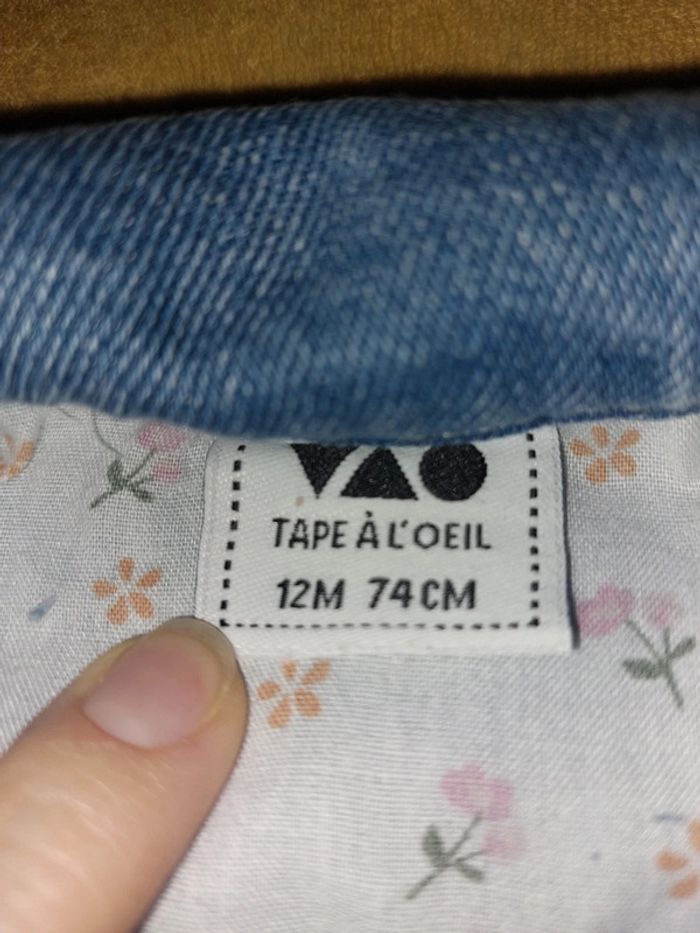 TAPE À L'OEIL
12M 74CM